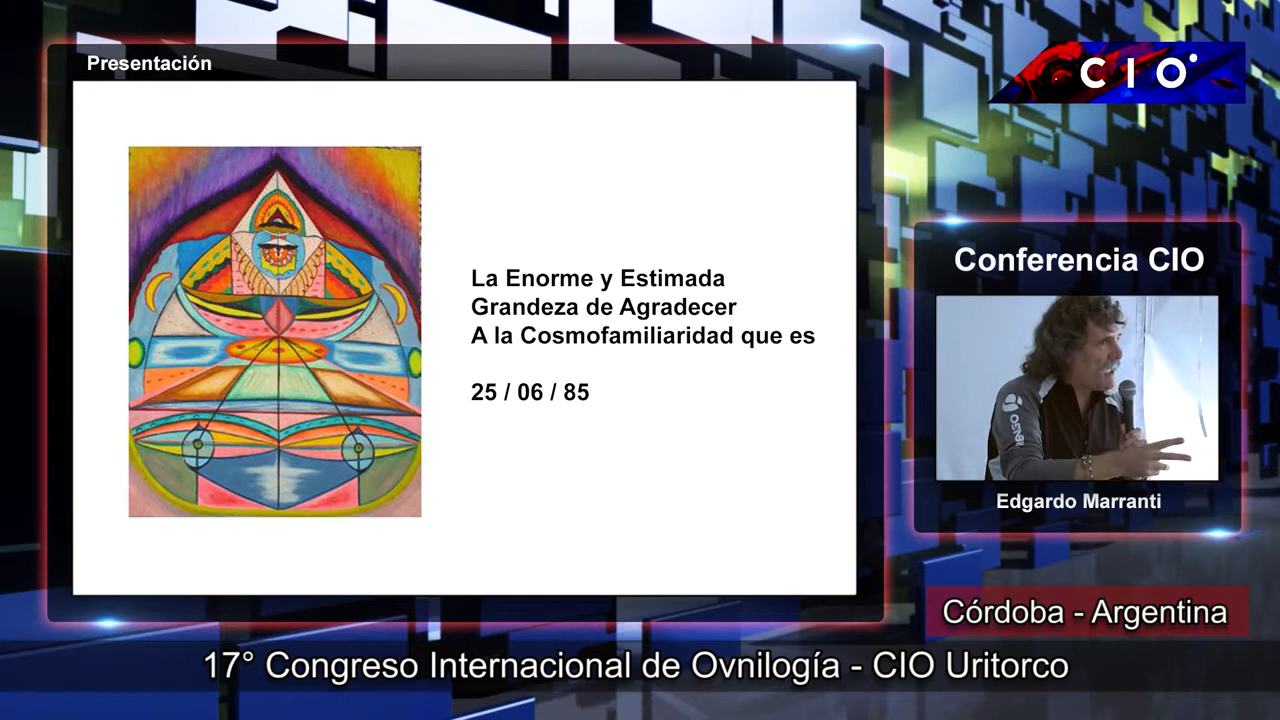 Presentación
CIO
La Enorme y Estimada
Grandeza de Agradecer
A la Cosmofamiliaridad que es
25 / 06 / 85
Conferencia CIO
Edgardo Marranti
Córdoba - Argentina
17° Congreso Internacional de Ovnilogía - CIO Uritorco